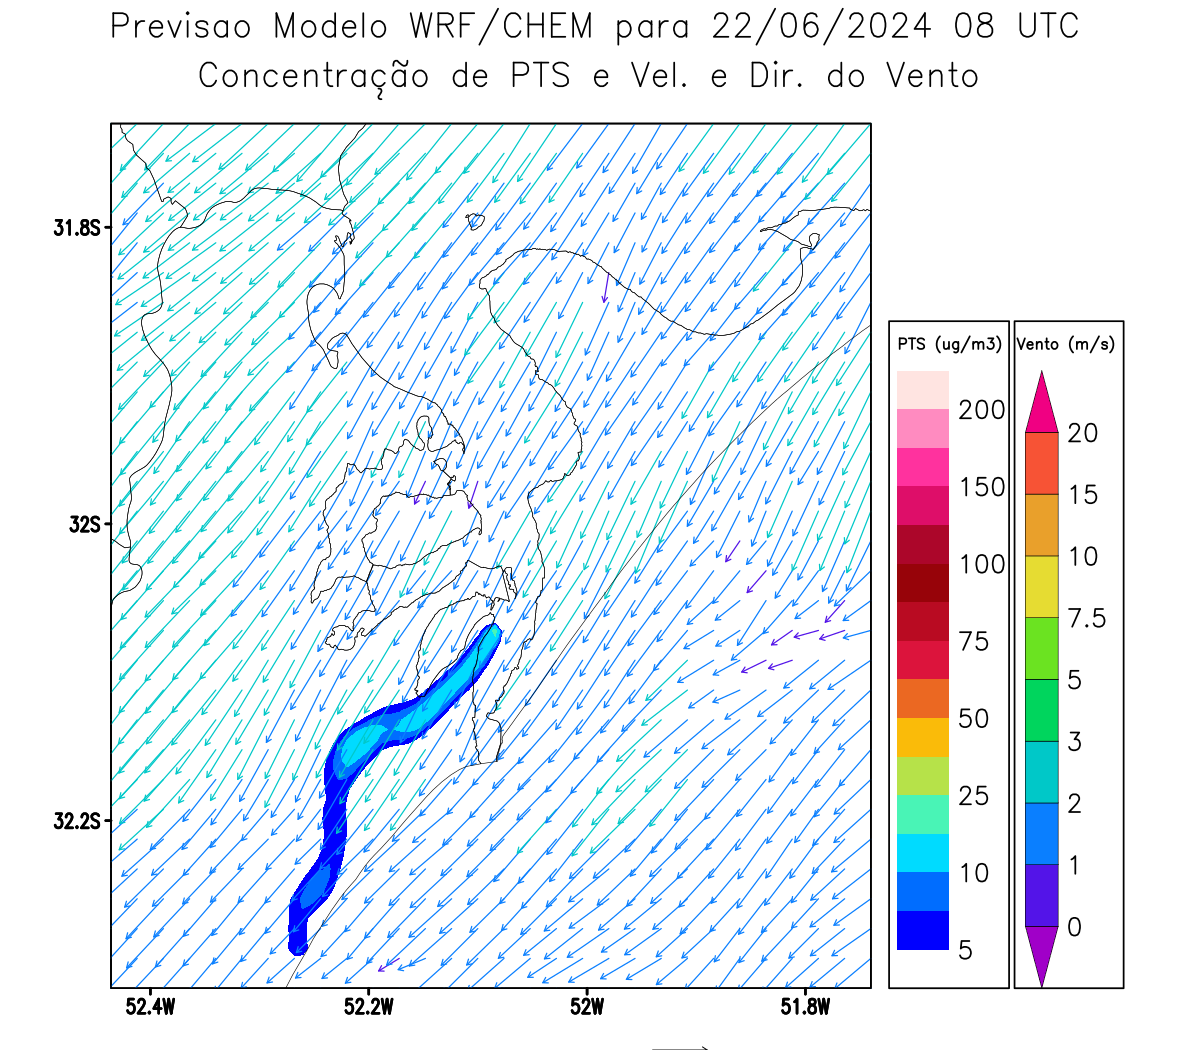 Previsao Modelo WRF/CHEM para 22/06/2024 08 UTC
Concentração de PTS e Vel. e Dir. do Vento
31.8S
32S
32.2S
52.4W
52.2W
52W
51.8W
PTS (ug/m3)
200
150
100
75
50
25
10
5
Vento (m/s)
20
15
10
7.5
5
3
2
1
0